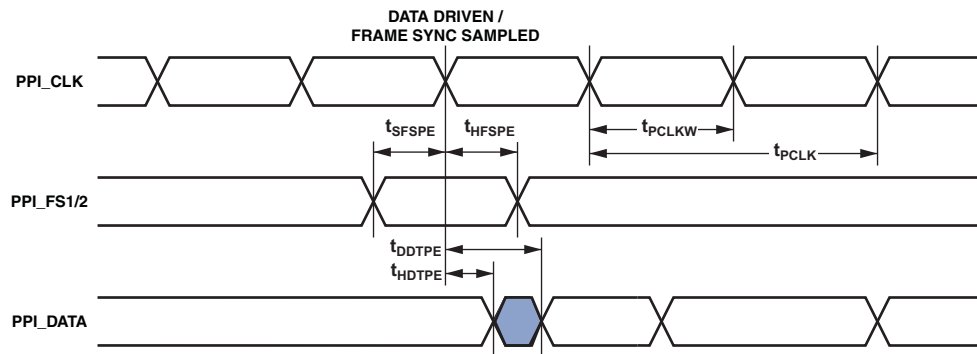 DATA DRIVEN /
FRAME SYNC SAMPLED
PPI_CLK
tSFSPE
tHFSPE
tPCLKW
tPCLK
PPI_FS1/2
tDDTPE
tHDTPE
PPI_DATA